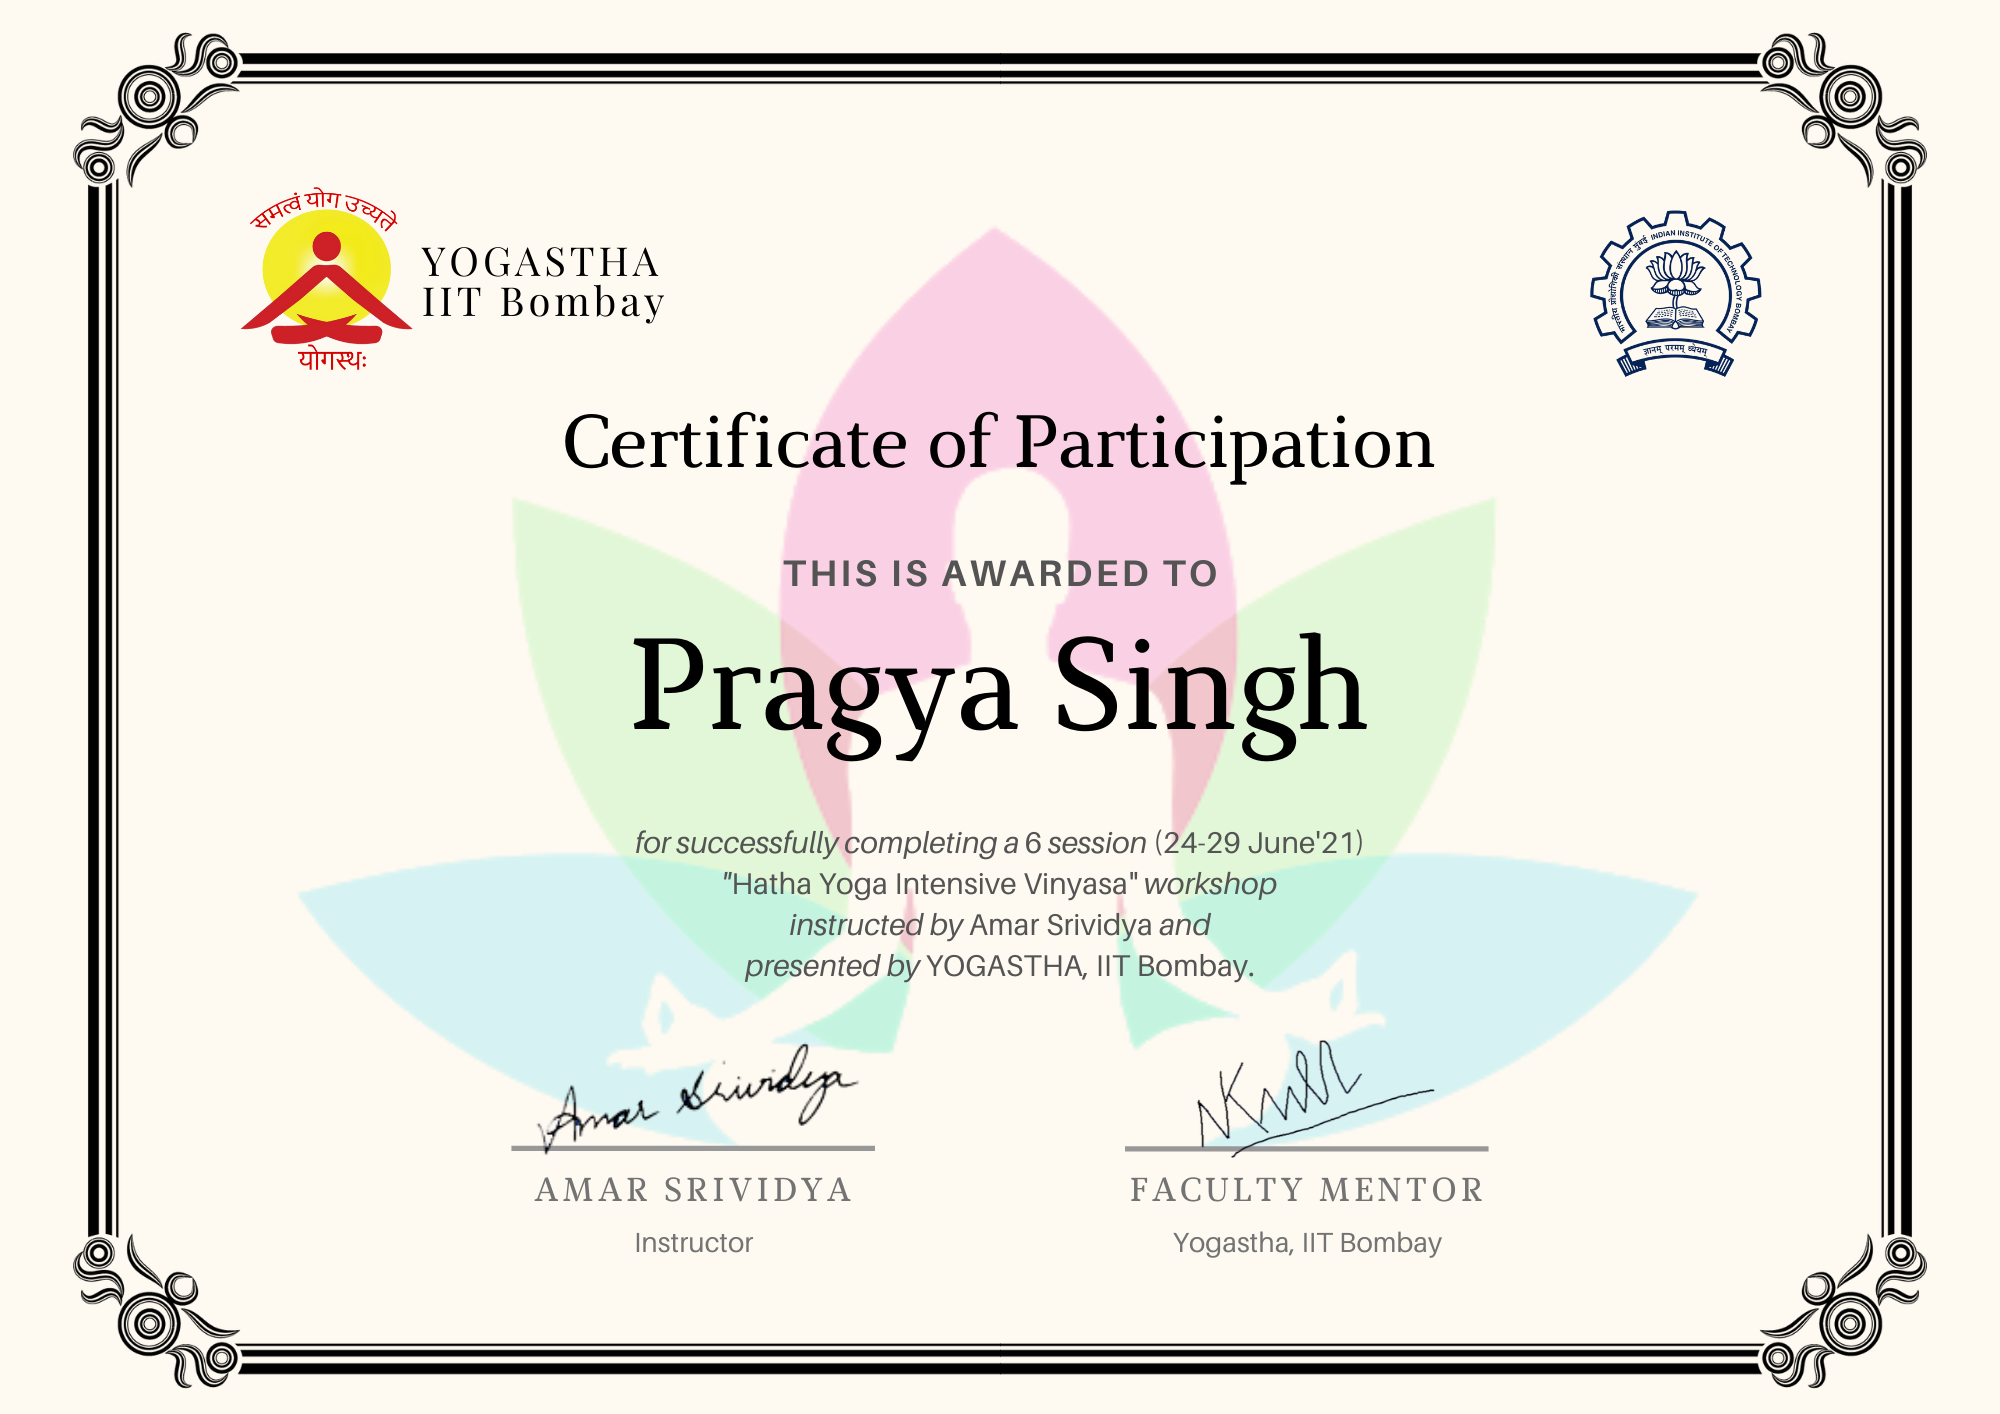 समत्वं योग उच्यते
YOGASTHA
IIT Bombay
योगस्थः
भारतीय प्रौद्योगिकी संस्थान मुंबई INDIAN INSTITUTE OF TECHNOLOGY BOMBAY
ज्ञानम् परमम् ध्येयम्
Certificate of Participation
THIS IS AWARDED TO
Pragya Singh
for successfully completing a 6 session (24-29 June'21)
"Hatha Yoga Intensive Vinyasa" workshop
instructed by Amar Srividya and
presented by YOGASTHA, IIT Bombay.
Amar Srividya
AMAR SRIVIDYA
Instructor
FACULTY MENTOR
Yogastha, IIT Bombay